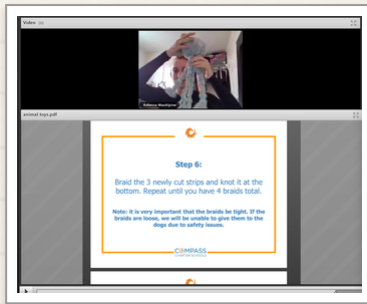 Video
animal toys.pdf
Step 6:
Braid the 3 newly cut strips and knot it at the
bottom. Repeat until you have 4 braids total.
Note: it is very important that the braids be tight. If the
braids are loose, we will be unable to give them to the
dogs due to safety issues.
COMPASS
CHARTER SCHOOLS